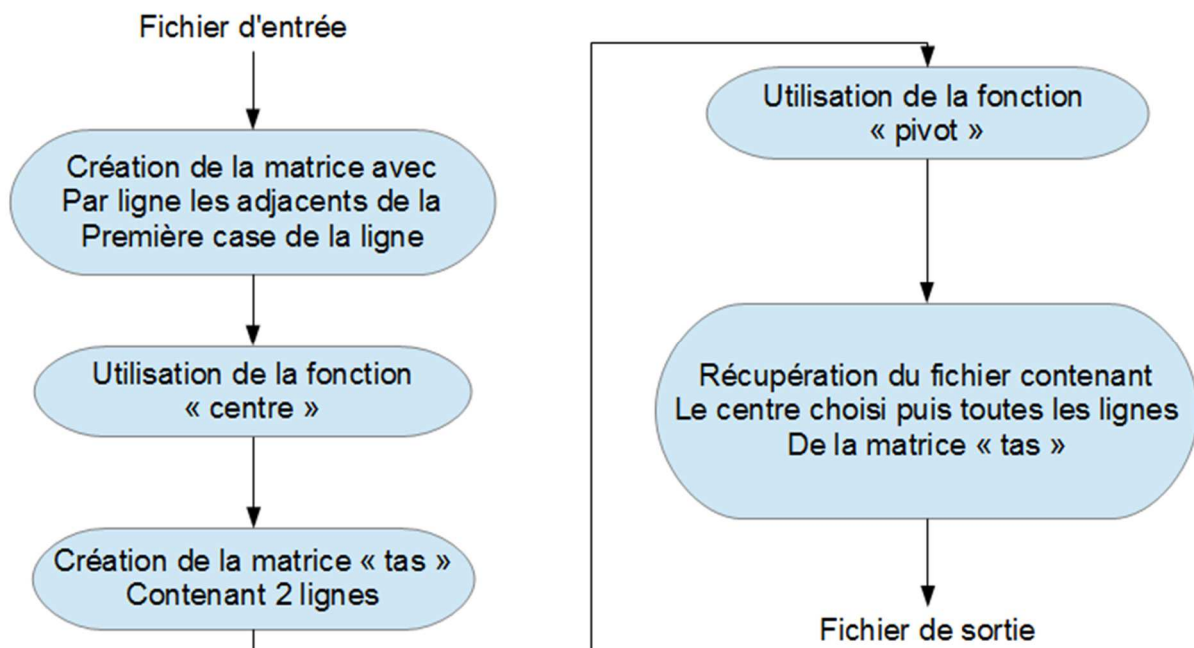 Fichier d'entrée
Création de la matrice avec
Par ligne les adjacents de la
Première case de la ligne
Utilisation de la fonction
« centre »
Création de la matrice « tas »
Contenant 2 lignes
Utilisation de la fonction
« pivot »
Récupération du fichier contenant
Le centre choisi puis toutes les lignes
De la matrice « tas »
Fichier de sortie